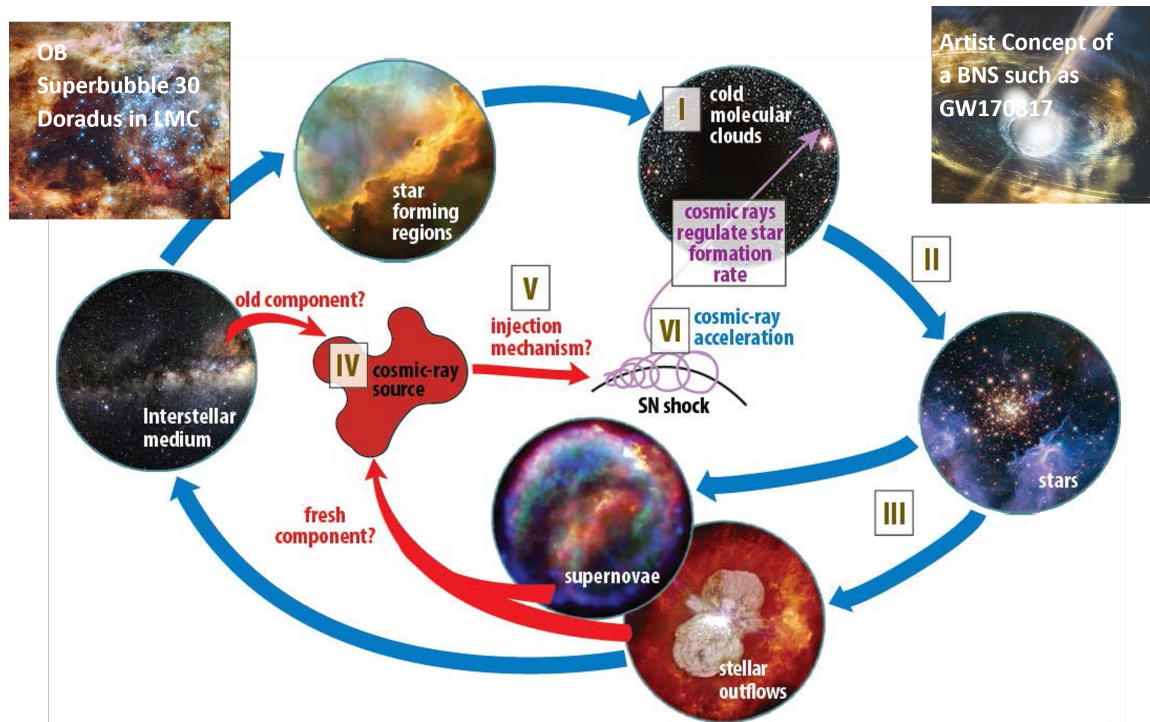 OB
Superbubble 30
Doradus in LMC
Artist Concept of
a BNS such as
GW170817
I
cold
molecular
clouds
star
forming
regions
cosmic rays
regulate star
formation
rate
II
old component?
V
injection
mechanism?
VI
cosmic-ray
acceleration
IV
cosmic-ray
source
SN shock
Interstellar
medium
stars
III
fresh
component?
supernovae
stellar
outflows